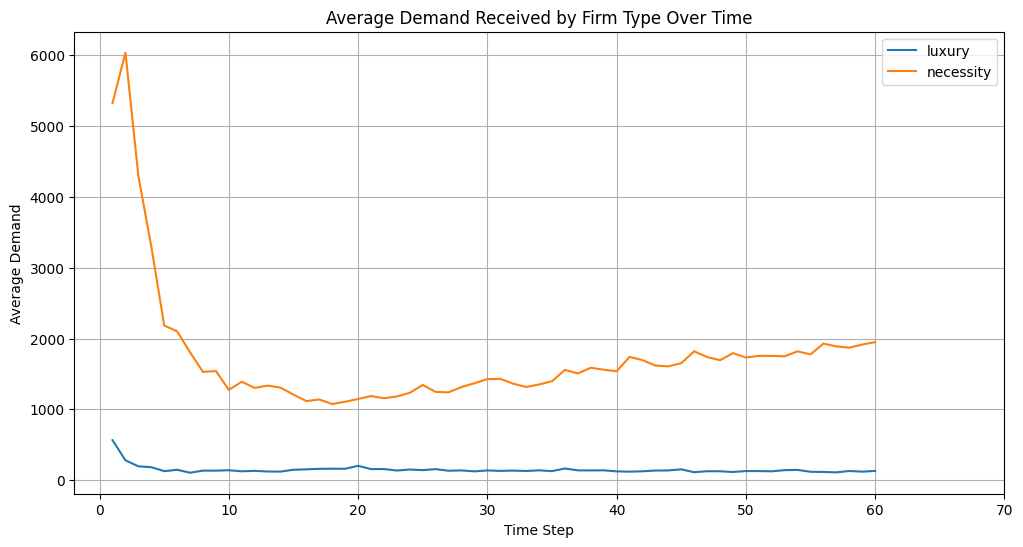 Average Demand Received by Firm Type Over Time
luxury
necessity
Average Demand
6000
5000
4000
3000
2000
1000
0
0 10 20 30 40 50 60 70
Time Step